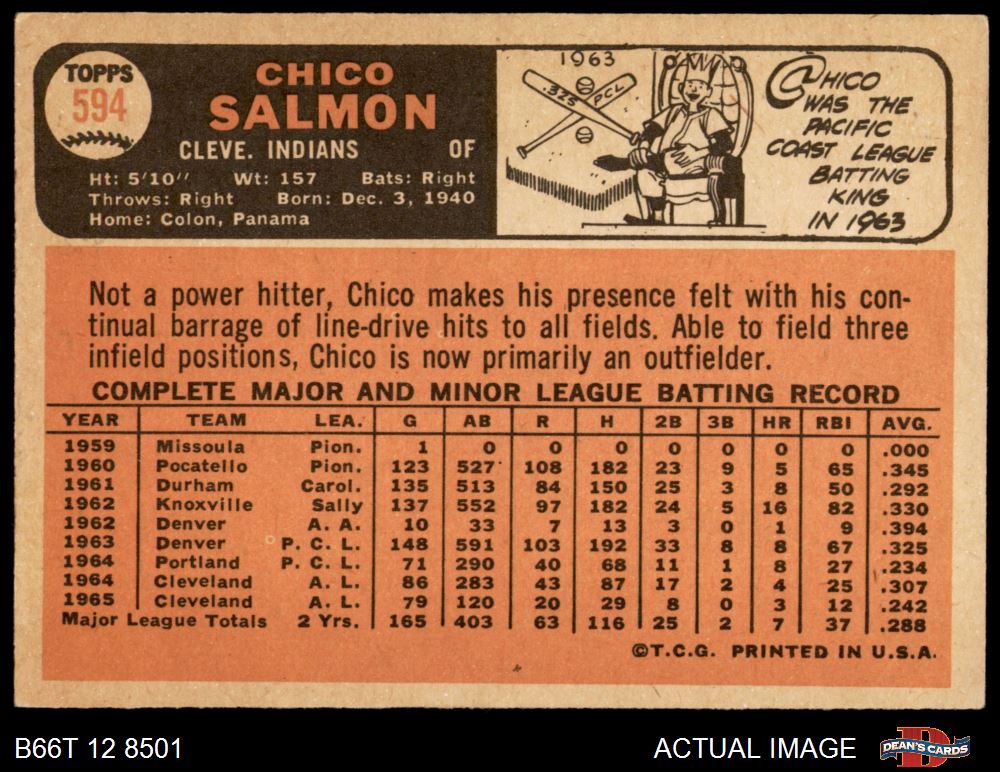 TOPPS
594
CHICO
SALMON
CLEVE. INDIANS OF
Ht: 5'10" Wt: 157 Bats: Right
Throws: Right Born: Dec. 3, 1940
Home: Colon, Panama
1963
.325 PCL
CHICO
WAS THE
PACIFIC
COAST LEAGUE
BATTING
KING
IN 1963
Not a power hitter, Chico makes his presence felt with his con-
tinual barrage of line-drive hits to all fields. Able to field three
infield positions, Chico is now primarily an outfielder.
COMPLETE MAJOR AND MINOR LEAGUE BATTING RECORD
YEAR TEAM LEA. G AB R H 2B 3B HR RBI AVG.
1959 Missoula Pion. 1 0 0 0 0 0 0 0 .000
1960 Pocatello Pion. 123 527 108 182 23 9 5 65 .345
1961 Durham Carol. 135 513 84 150 25 3 8 50 .292
1962 Knoxville Sally 137 552 97 182 24 5 16 82 .330
1962 Denver A. A. 10 33 7 13 3 0 1 9 .394
1963 Denver P. C. L. 148 591 103 192 33 8 8 67 .325
1964 Portland P. C. L. 71 290 40 68 11 1 8 27 .234
1964 Cleveland A. L. 86 283 43 87 17 2 4 25 .307
1965 Cleveland A. L. 79 120 20 29 8 0 3 12 .242
Major League Totals 2 Yrs. 165 403 63 116 25 2 7 37 .288
©T.C.G. PRINTED IN U.S.A.
B66T 12 8501
ACTUAL IMAGE
D
DEAN'S CARDS